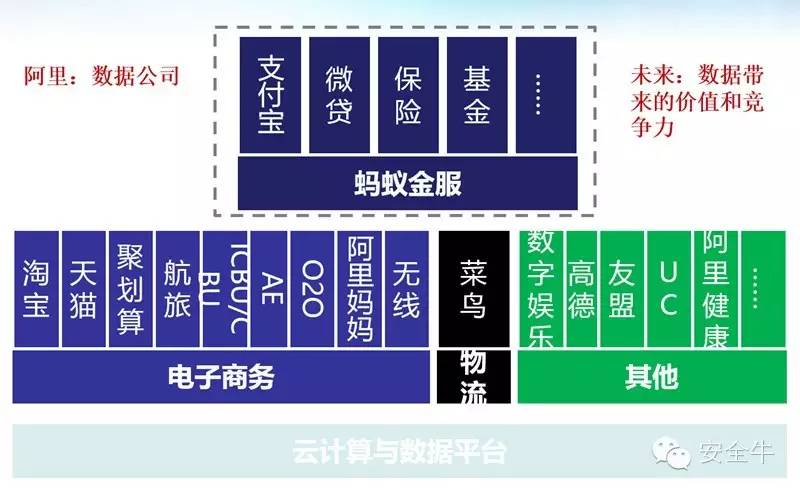 阿里：数据公司
支付宝
微贷
保险
基金
……
蚂蚁金服
未来：数据带
来的价值和竞
争力
淘宝
天猫
聚划算
航旅
ICBU/C
BU
AE
O2O
阿里妈妈
无线
电子商务
菜鸟
物
流
数字娱乐
高德
友盟
UC
阿里健康
……
其他
云计算与数据平台
安全牛